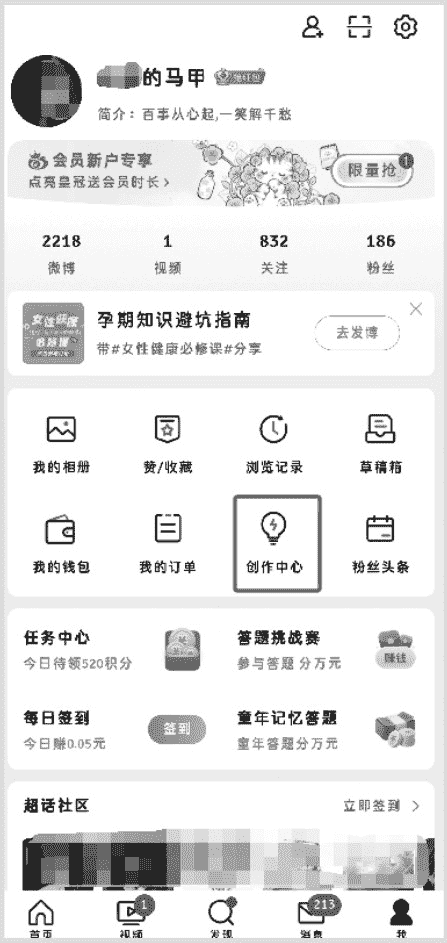 的马甲
简介：百事从心起,一笑解千愁
会员新户专享
点亮皇冠送会员时长
限量抢
1
2218 1 832 186
微博 视频 关注 粉丝
孕期知识避坑指南
带#女性健康必修课#分享
去发博
我的相册 赞/收藏 浏览记录 草稿箱
我的钱包 我的订单 创作中心 粉丝头条
任务中心
今日待领520积分
答题挑战赛
参与答题 分万元
赚钱
每日签到
今日赚0.05元
签到
童年记忆答题
童年答题分万元
超话社区
立即签到
1
213
首页 视频 发现 消息 我